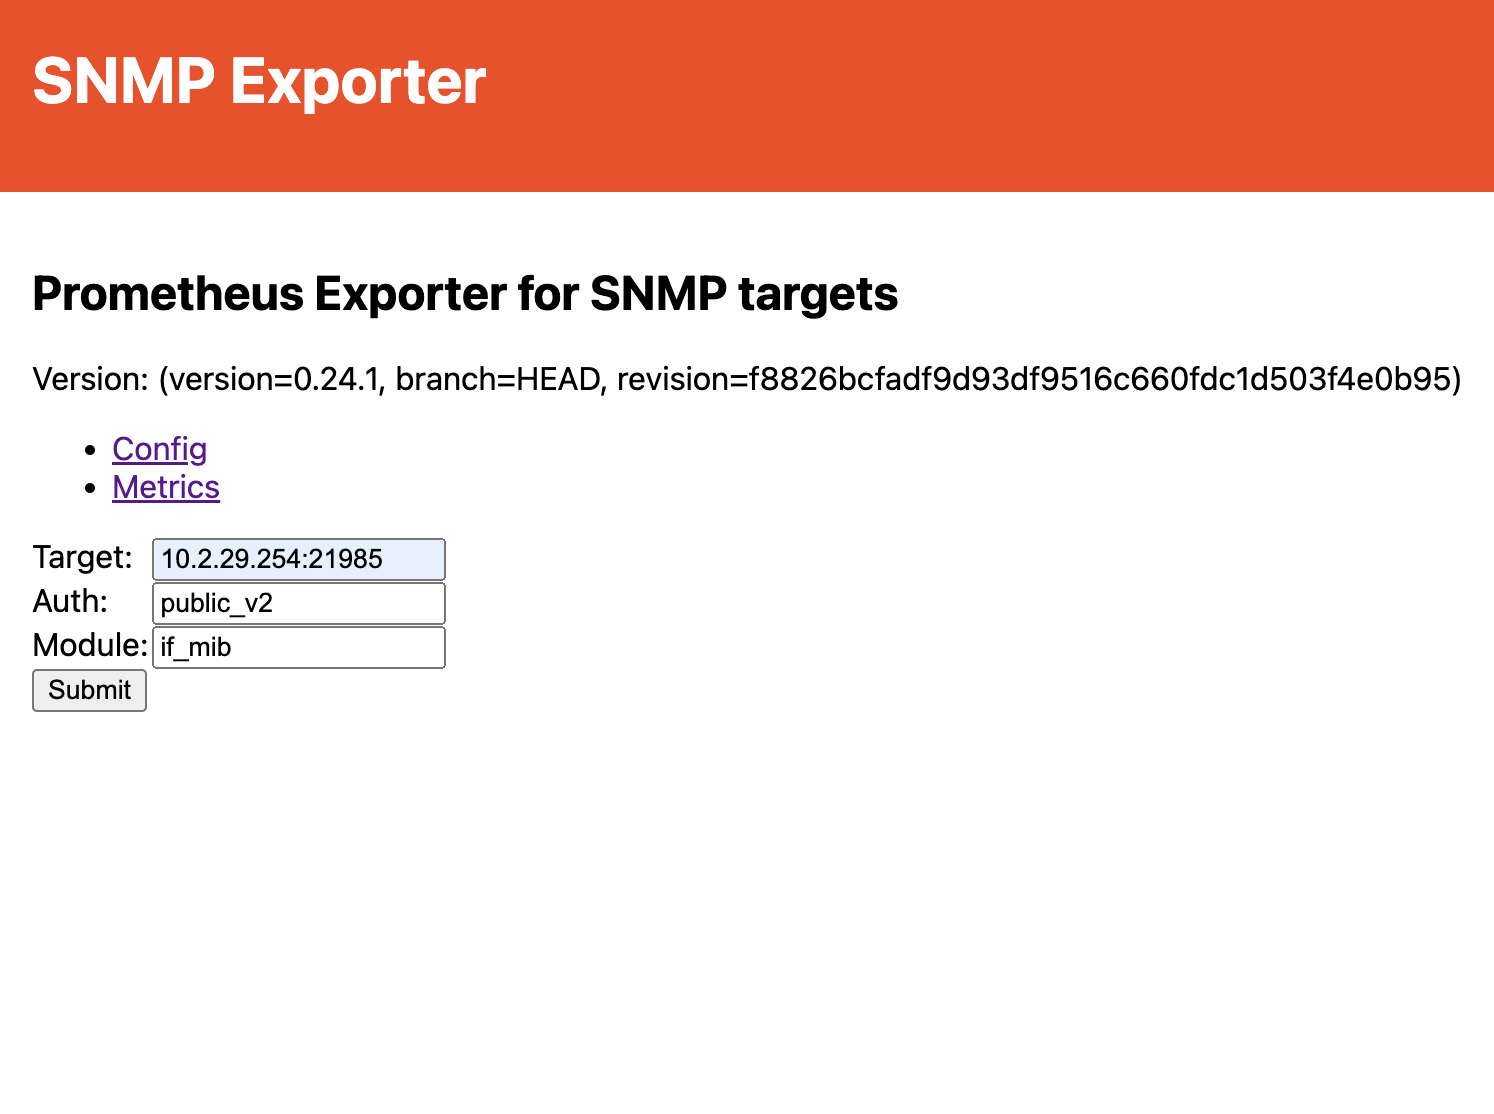 SNMP Exporter
Prometheus Exporter for SNMP targets
Version: (version=0.24.1, branch=HEAD, revision=f8826bcfadf9d93df9516c660fdc1d503f4e0b95)
Config
Metrics
Target: 10.2.29.254:21985
Auth: public_v2
Module: if_mib
Submit